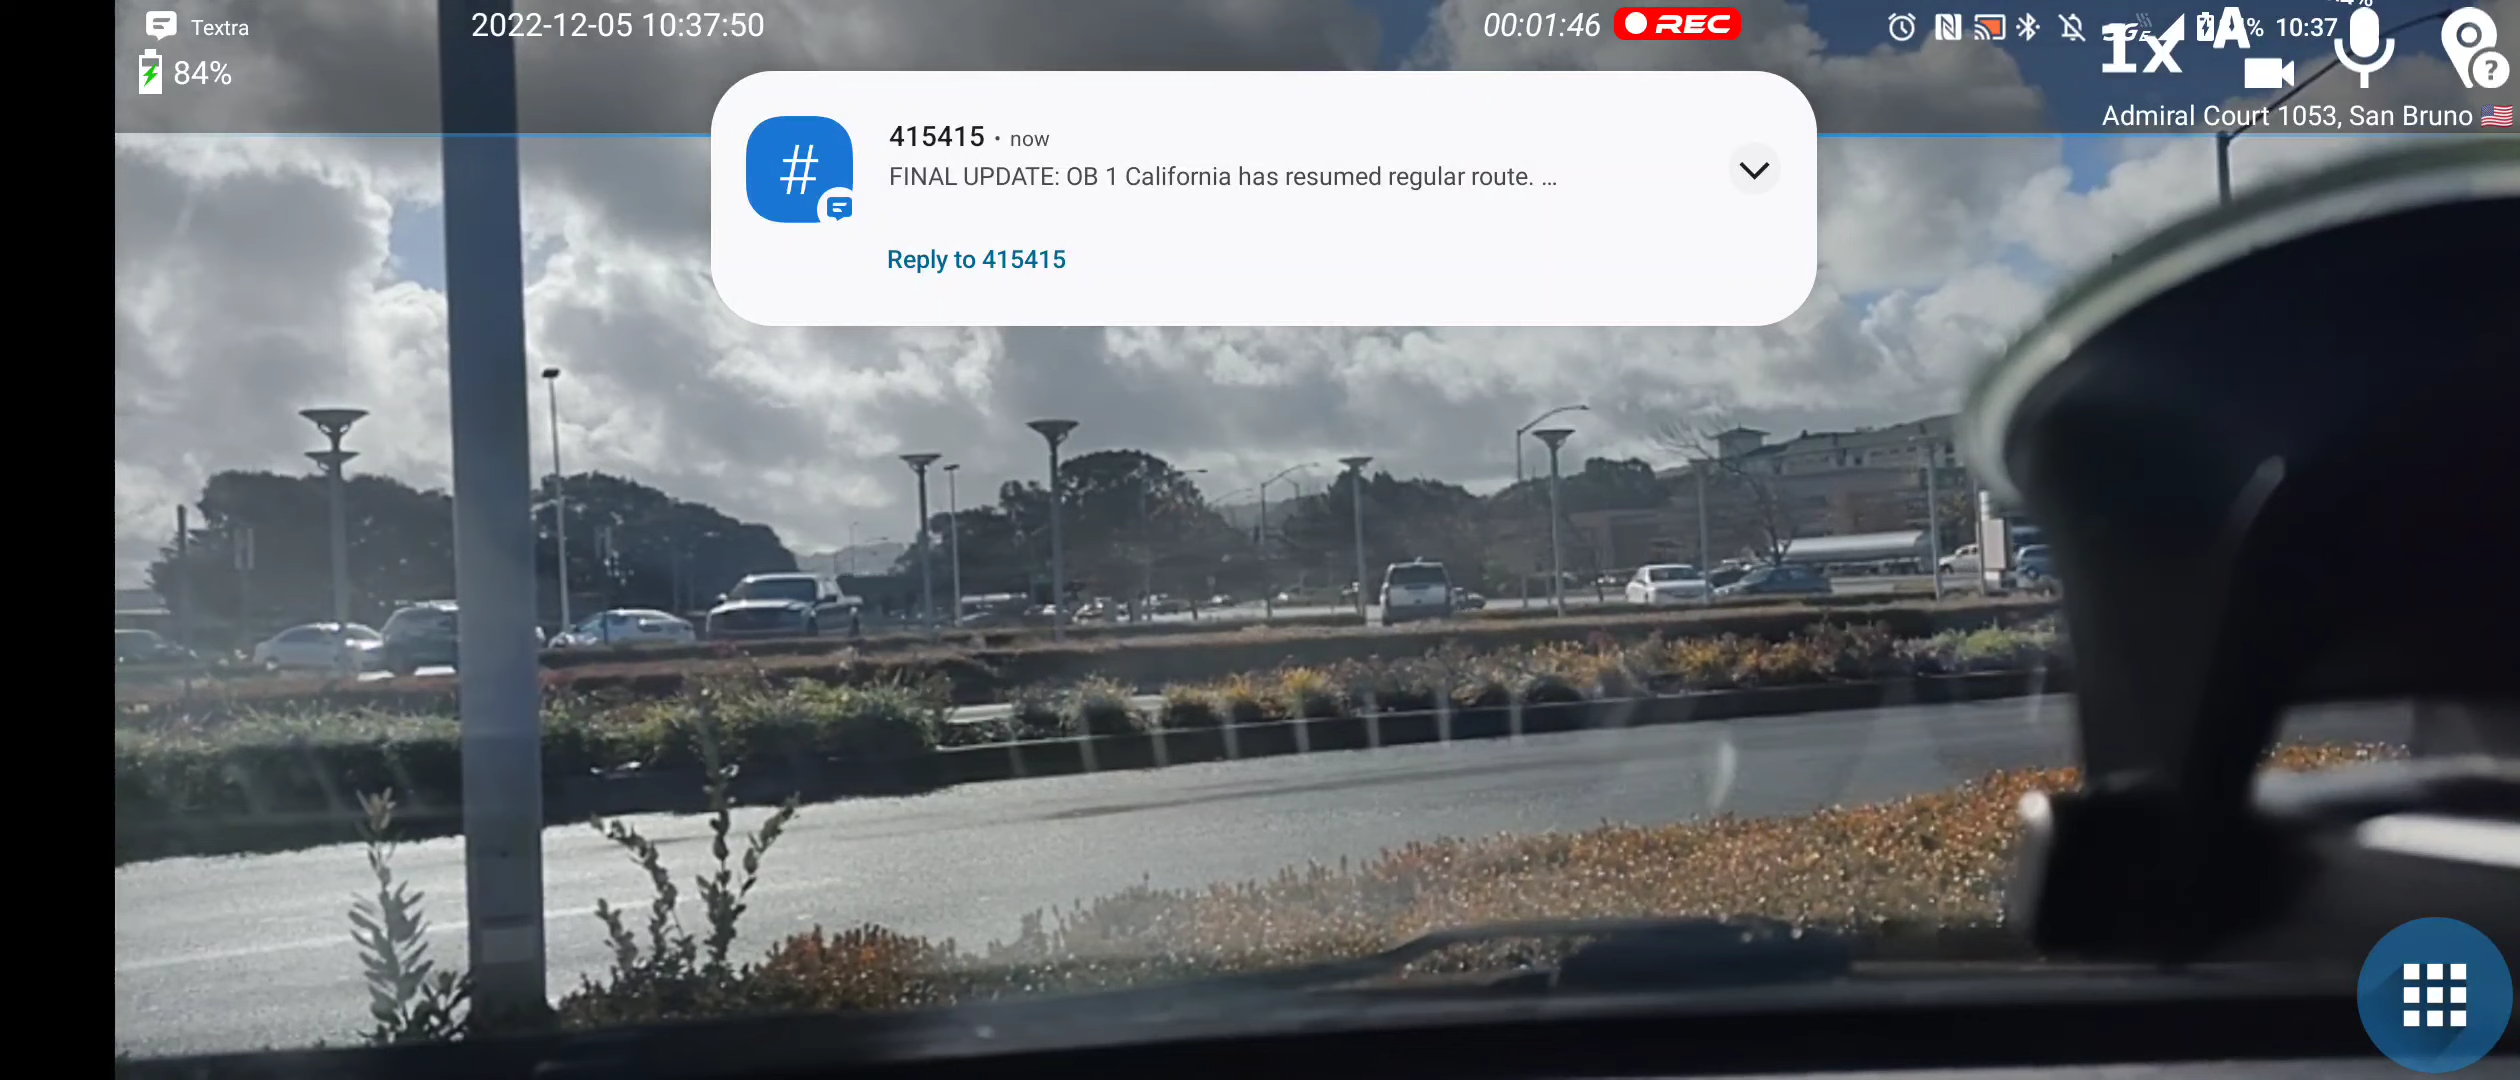 Textra
2022-12-05 10:37:50
00:01:46 REC
10:37
84%
1x A
Admiral Court 1053, San Bruno
415415 • now
FINAL UPDATE: OB 1 California has resumed regular route. ...
Reply to 415415